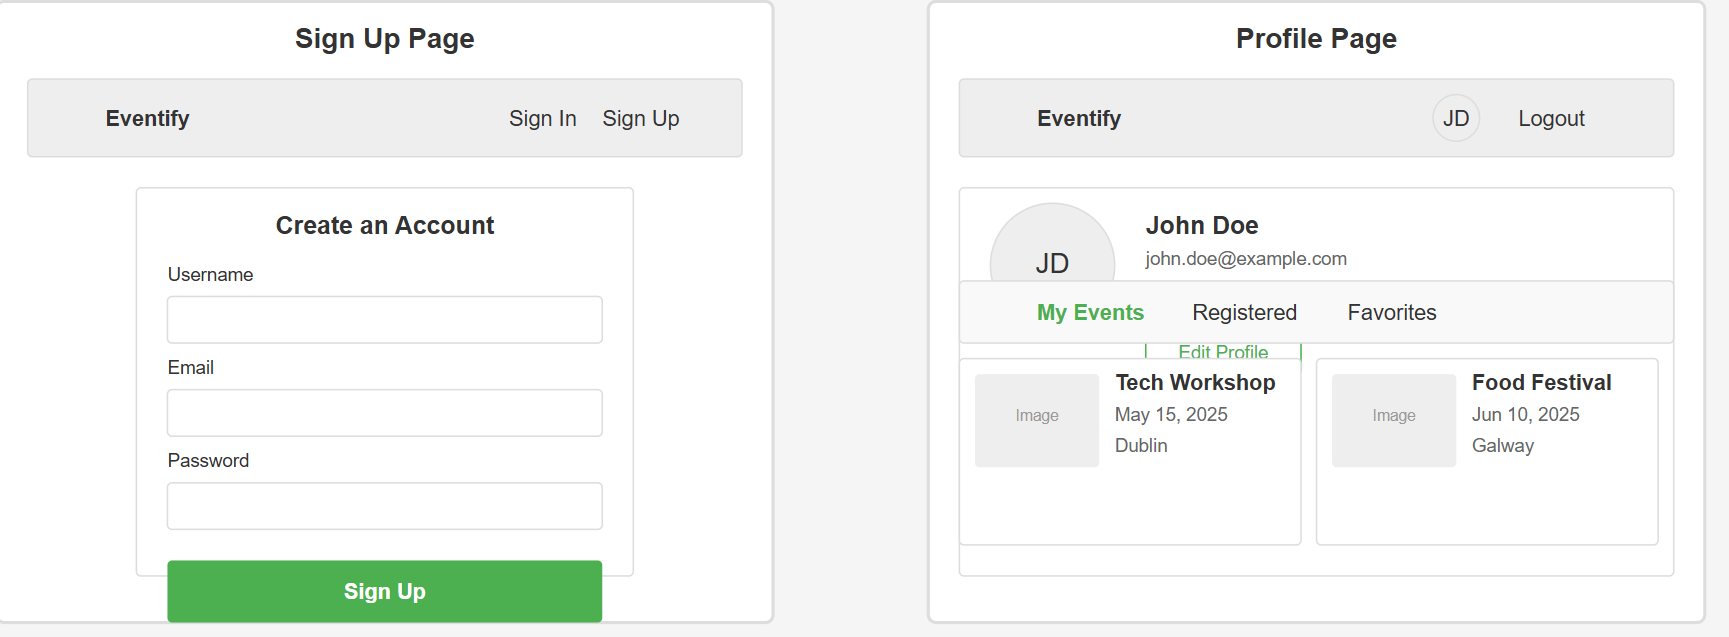 Sign Up Page
Eventify Sign In Sign Up
Create an Account
Username
Email
Password
Sign Up
Profile Page
Eventify JD Logout
JD
John Doe
john.doe@example.com
My Events Registered Favorites
Edit Profile
Image
Tech Workshop
May 15, 2025
Dublin
Image
Food Festival
Jun 10, 2025
Galway